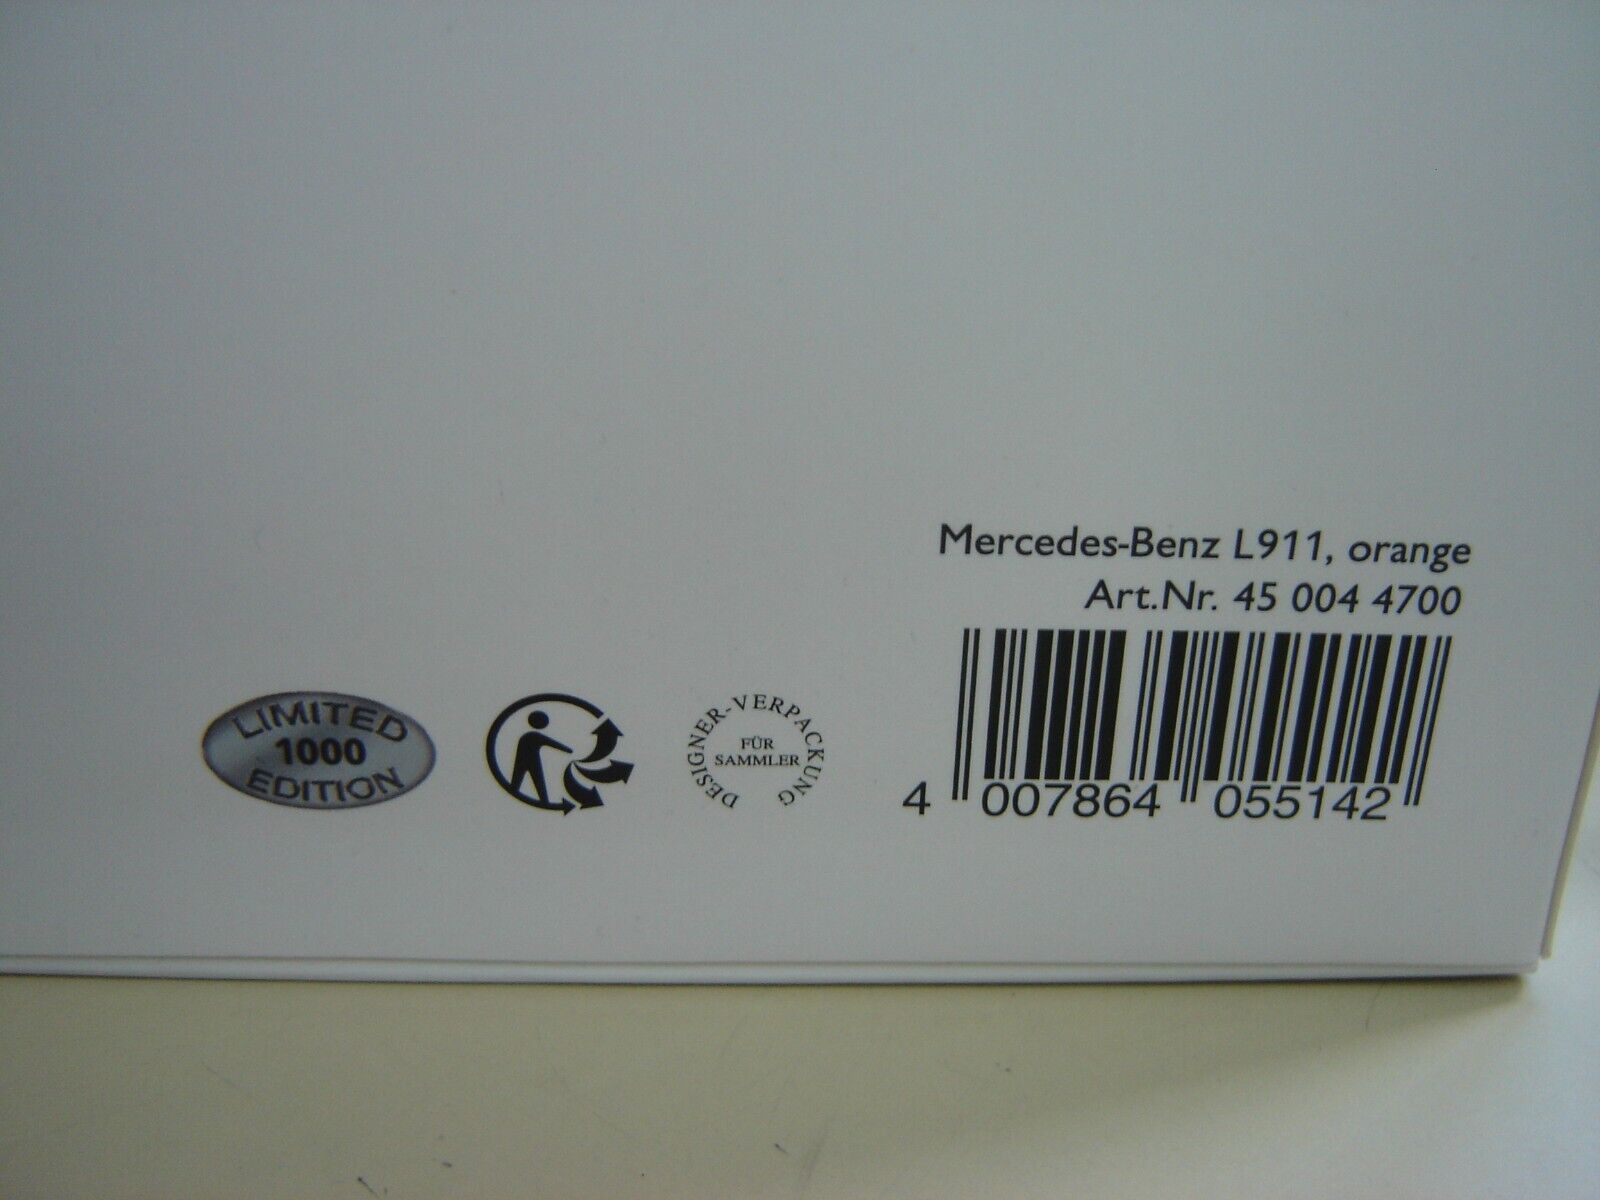 Mercedes-Benz L911, orange
Art.Nr. 45 004 4700
LIMITED
1000
EDITION
DESIGNER-VERPACKUNG
FÜR
SAMMLER
4 007864 055142